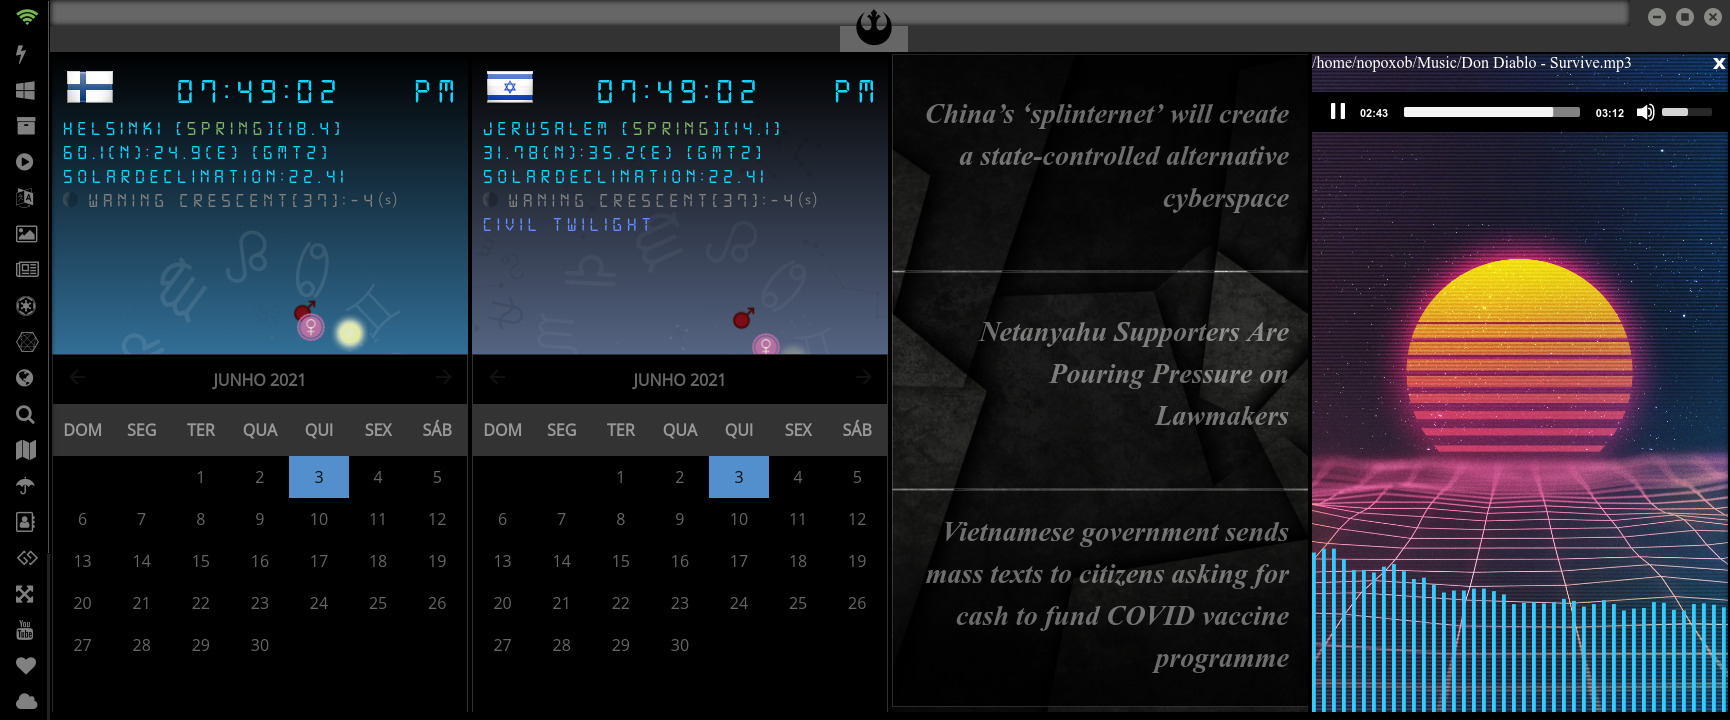 07:49:02 PM
HELSINKI [SPRING][18.4]
60.1(N):24.9(E) [GMT2]
SOLARDECLINATION:22.41
WANING CRESCENT[37]:-4(s)
JUNHO 2021
DOM SEG TER QUA QUI SEX SÁB
1 2 3 4 5
6 7 8 9 10 11 12
13 14 15 16 17 18 19
20 21 22 23 24 25 26
27 28 29 30
07:49:02 PM
JERUSALEM [SPRING][14.1]
31.78(N):35.2(E) [GMT2]
SOLARDECLINATION:22.41
WANING CRESCENT[37]:-4(s)
CIVIL TWILIGHT
JUNHO 2021
DOM SEG TER QUA QUI SEX SÁB
1 2 3 4 5
6 7 8 9 10 11 12
13 14 15 16 17 18 19
20 21 22 23 24 25 26
27 28 29 30
China’s ‘splinternet’ will create
a state-controlled alternative
cyberspace
Netanyahu Supporters Are
Pouring Pressure on
Lawmakers
Vietnamese government sends
mass texts to citizens asking for
cash to fund COVID vaccine
programme
/home/nopoxob/Music/Don Diablo - Survive.mp3 x
02:43 03:12
You
Tube